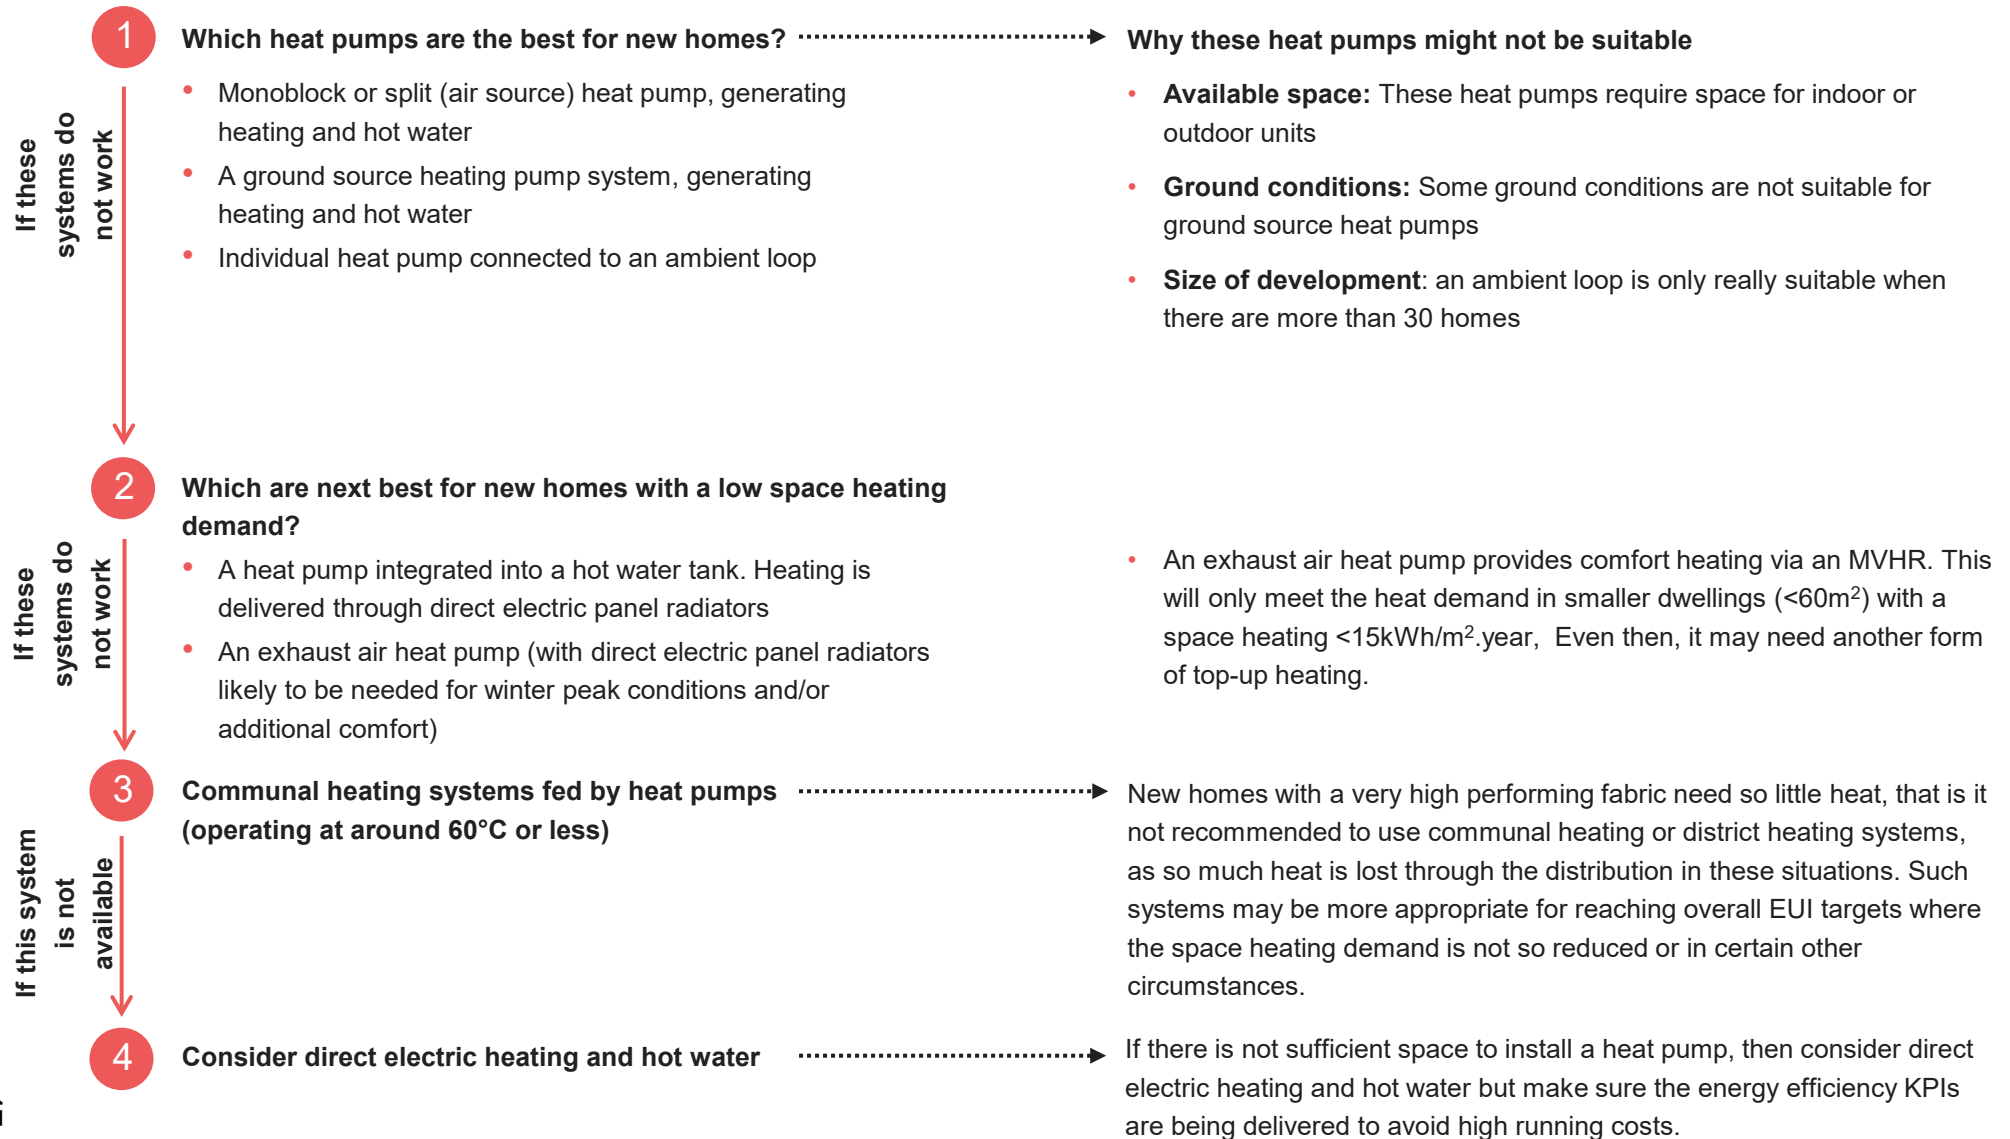 1
Which heat pumps are the best for new homes?
• Monoblock or split (air source) heat pump, generating
heating and hot water
• A ground source heating pump system, generating
heating and hot water
• Individual heat pump connected to an ambient loop
Why these heat pumps might not be suitable
• Available space: These heat pumps require space for indoor or
outdoor units
• Ground conditions: Some ground conditions are not suitable for
ground source heat pumps
• Size of development: an ambient loop is only really suitable when
there are more than 30 homes
If these
systems do
not work
2
Which are next best for new homes with a low space heating
demand?
• A heat pump integrated into a hot water tank. Heating is
delivered through direct electric panel radiators
• An exhaust air heat pump (with direct electric panel radiators
likely to be needed for winter peak conditions and/or
additional comfort)
• An exhaust air heat pump provides comfort heating via an MVHR. This
will only meet the heat demand in smaller dwellings (<60m²) with a
space heating <15kWh/m².year, Even then, it may need another form
of top-up heating.
If these
systems do
not work
3
Communal heating systems fed by heat pumps
(operating at around 60°C or less)
New homes with a very high performing fabric need so little heat, that is it
not recommended to use communal heating or district heating systems,
as so much heat is lost through the distribution in these situations. Such
systems may be more appropriate for reaching overall EUI targets where
the space heating demand is not so reduced or in certain other
circumstances.
If this system
is not
available
4
Consider direct electric heating and hot water
If there is not sufficient space to install a heat pump, then consider direct
electric heating and hot water but make sure the energy efficiency KPIs
are being delivered to avoid high running costs.